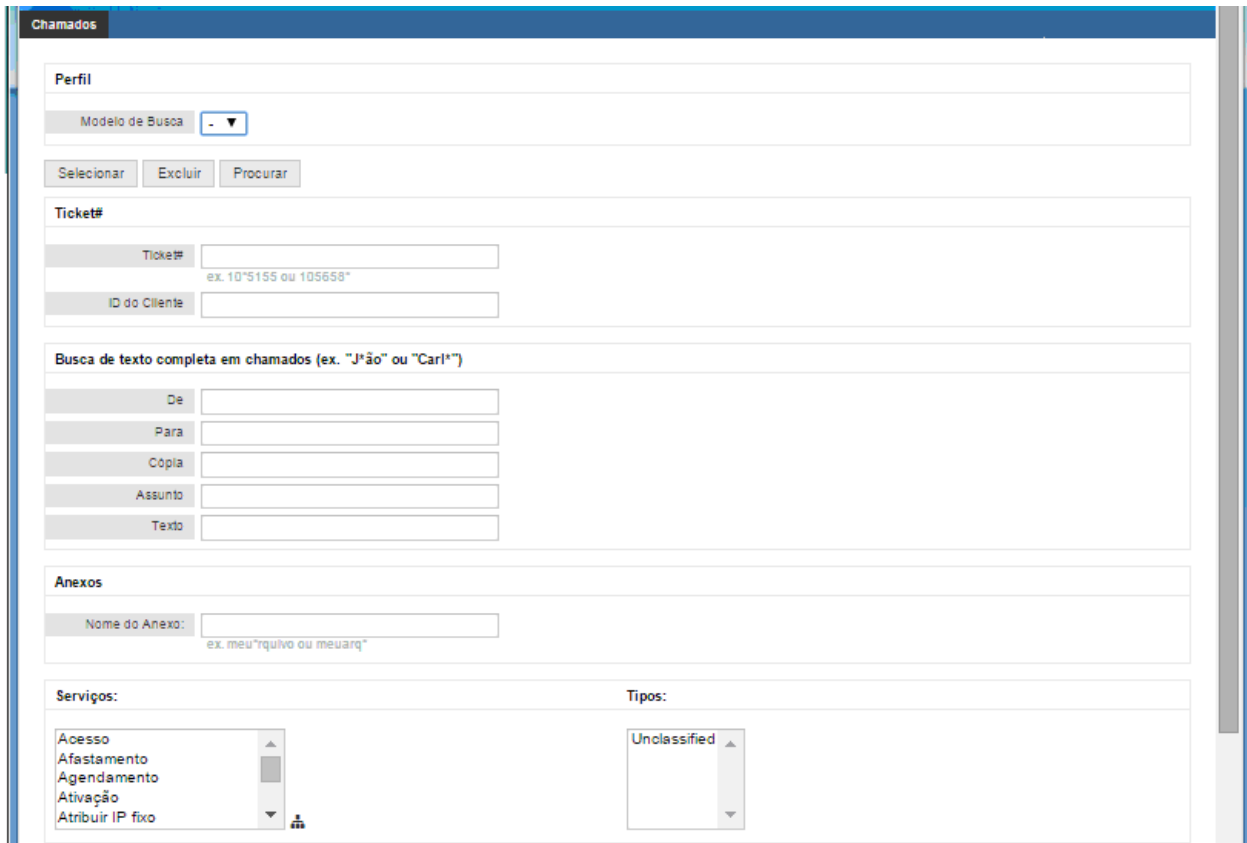 Chamados
Perfil
Modelo de Busca - ▼
Selecionar Excluir Procurar
Ticket#
Ticket#
ex. 10*5155 ou 105658*
ID do Cliente
Busca de texto completa em chamados (ex. "J*ão" ou "Carl*")
De
Para
Cópia
Assunto
Texto
Anexos
Nome do Anexo:
ex. meu*rquivo ou meuarq*
Serviços: Tipos:
Acesso Unclassified
Afastamento
Agendamento
Ativação
Atribuir IP fixo